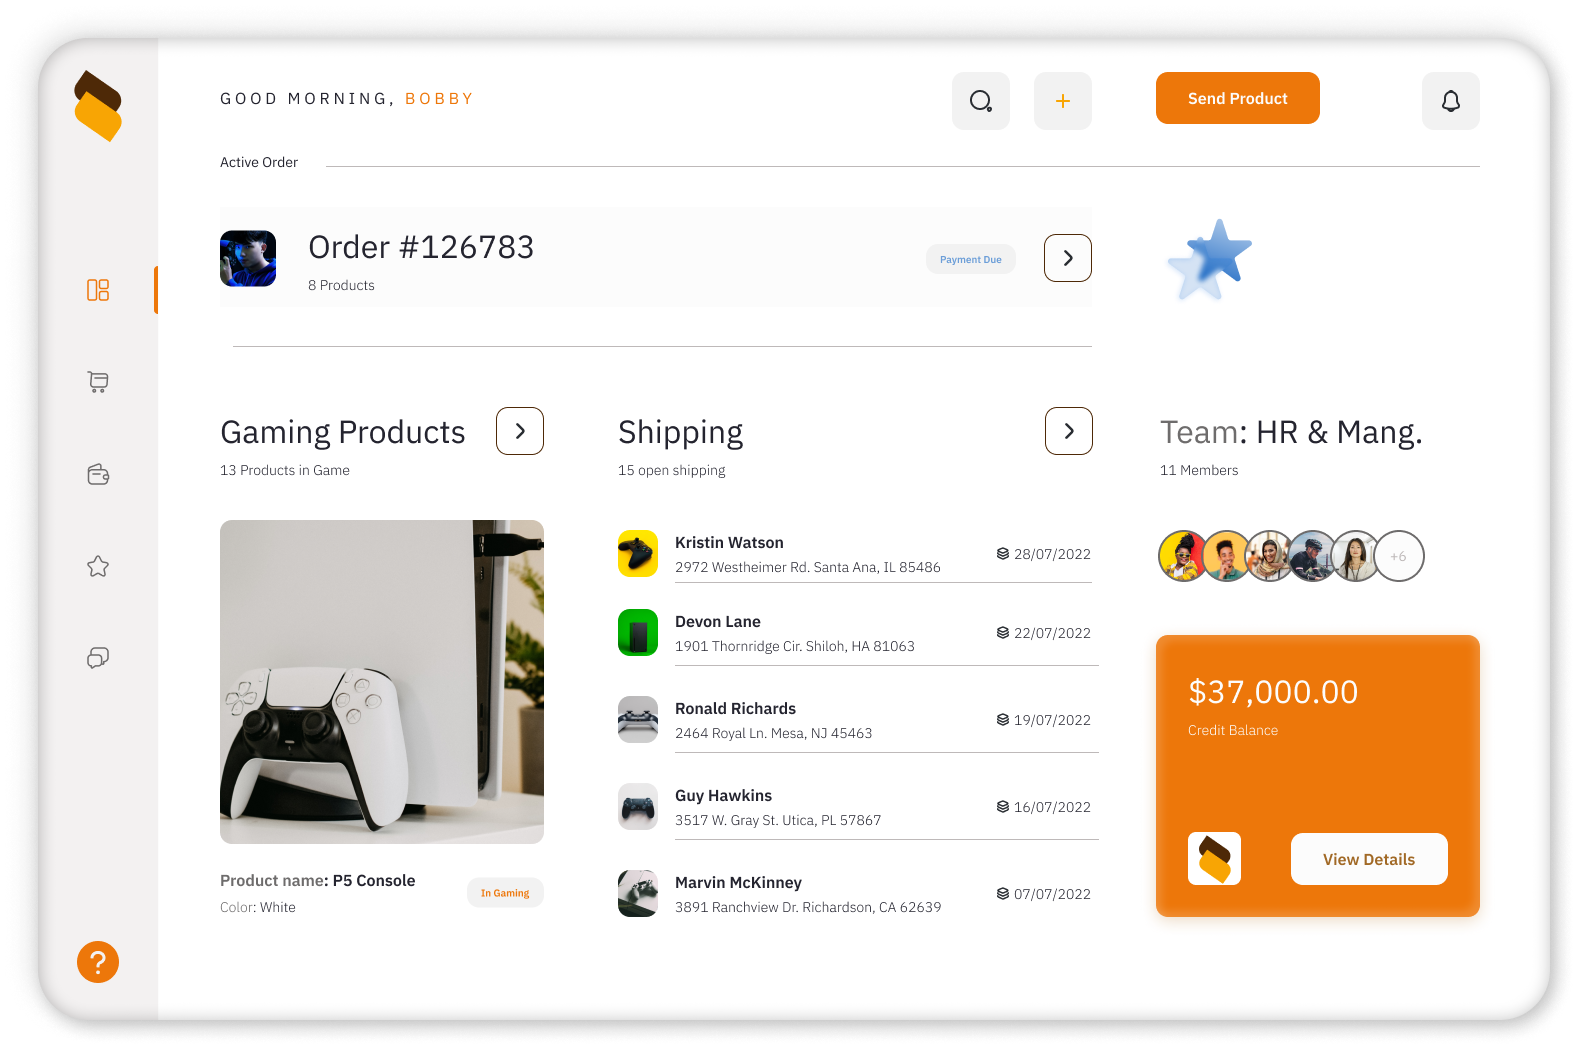 GOOD MORNING, BOBBY
Send Product
Active Order
Order #126783
8 Products
Payment Due
Gaming Products
13 Products in Game
Product name: P5 Console
Color: White
In Gaming
Shipping
15 open shipping
Kristin Watson
2972 Westheimer Rd. Santa Ana, IL 85486
28/07/2022
Devon Lane
1901 Thornridge Cir. Shiloh, HA 81063
22/07/2022
Ronald Richards
2464 Royal Ln. Mesa, NJ 45463
19/07/2022
Guy Hawkins
3517 W. Gray St. Utica, PL 57867
16/07/2022
Marvin McKinney
3891 Ranchview Dr. Richardson, CA 62639
07/07/2022
Team: HR & Mang.
11 Members
+6
$37,000.00
Credit Balance
View Details
?